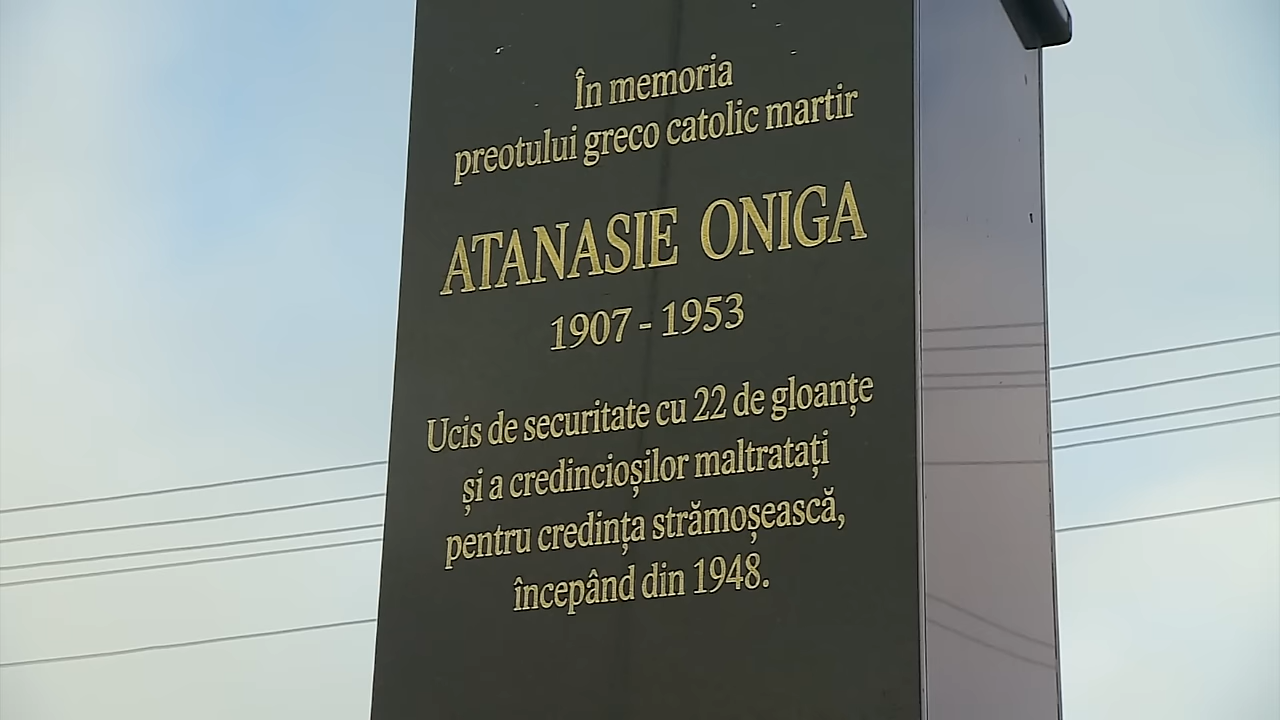 În memoria
preotului greco catolic martir
ATANASIE ONIGA
1907 - 1953
Ucis de securitate cu 22 de gloanțe
și a credincioșilor maltratați
pentru credința strămoșească,
începând din 1948.